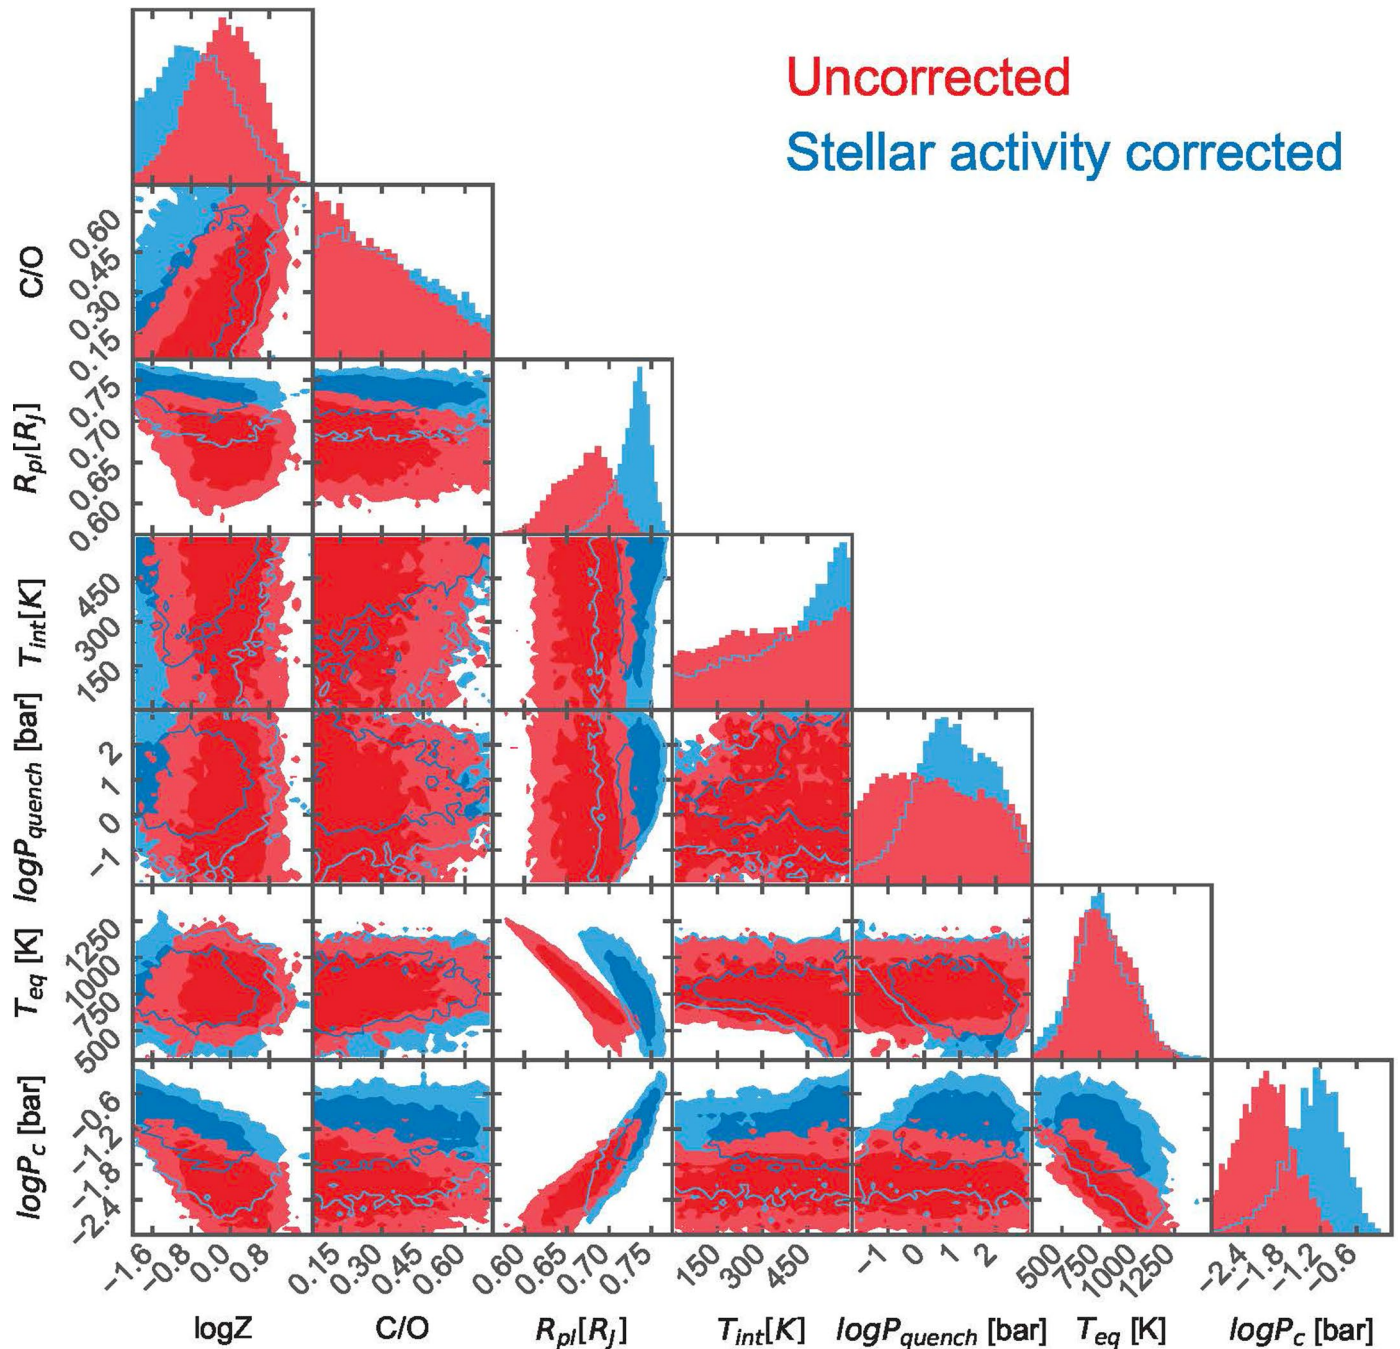 Uncorrected
Stellar activity corrected
C/O
0.60
0.45
0.30
0.15
R_pl[R_J]
0.75
0.70
0.65
0.60
T_int[K]
450
300
150
logP_quench [bar]
2
1
0
−1
T_eq [K]
1250
1000
750
500
logP_c [bar]
−0.6
−1.2
−1.8
−2.4
−1.6 −0.8 0.0 0.8 0.15 0.30 0.45 0.60 0.60 0.65 0.70 0.75 150 300 450 −1 0 1 2 500 750 1000 1250 −2.4 −1.8 −1.2 −0.6
logZ C/O R_pl[R_J] T_int[K] logP_quench [bar] T_eq [K] logP_c [bar]